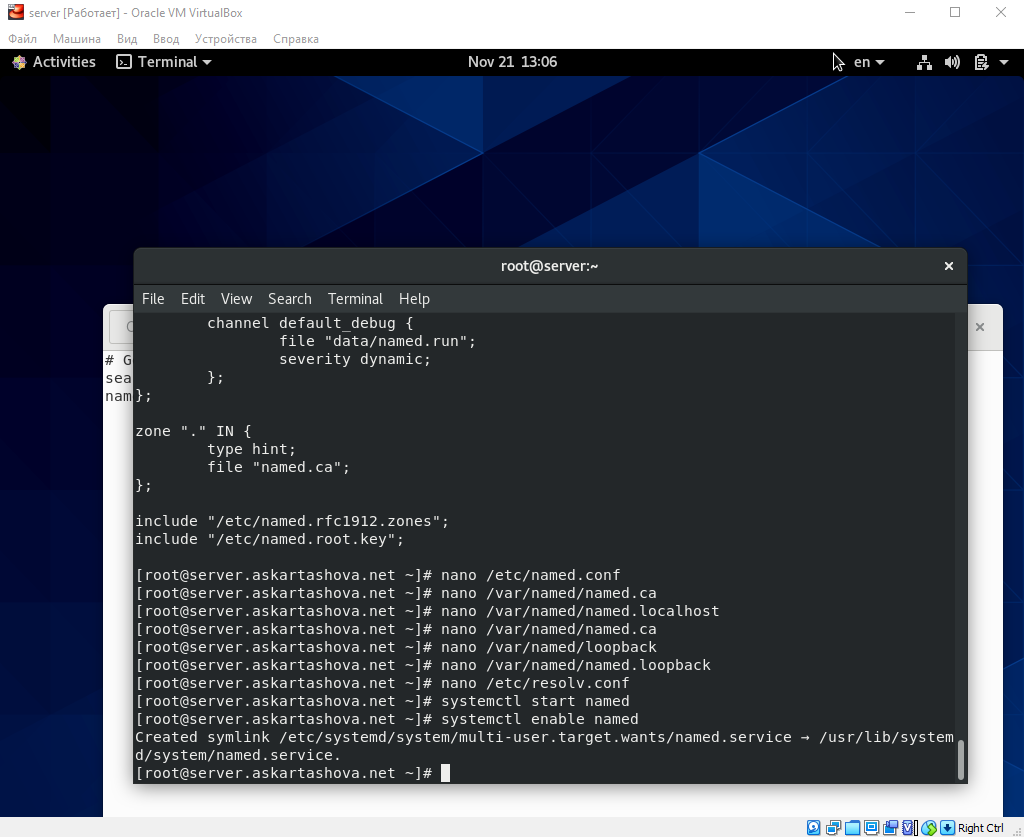 server [Работает] - Oracle VM VirtualBox
Файл Машина Вид Ввод Устройства Справка
Activities Terminal Nov 21 13:06 en
root@server:~
File Edit View Search Terminal Help
channel default_debug {
file "data/named.run";
severity dynamic;
};
# G
sea
nam
};
zone "." IN {
type hint;
file "named.ca";
};
include "/etc/named.rfc1912.zones";
include "/etc/named.root.key";
[root@server.askartashova.net ~]# nano /etc/named.conf
[root@server.askartashova.net ~]# nano /var/named/named.ca
[root@server.askartashova.net ~]# nano /var/named/named.localhost
[root@server.askartashova.net ~]# nano /var/named/named.ca
[root@server.askartashova.net ~]# nano /var/named/loopback
[root@server.askartashova.net ~]# nano /var/named/named.loopback
[root@server.askartashova.net ~]# nano /etc/resolv.conf
[root@server.askartashova.net ~]# systemctl start named
[root@server.askartashova.net ~]# systemctl enable named
Created symlink /etc/systemd/system/multi-user.target.wants/named.service → /usr/lib/system
d/system/named.service.
[root@server.askartashova.net ~]#
Right Ctrl